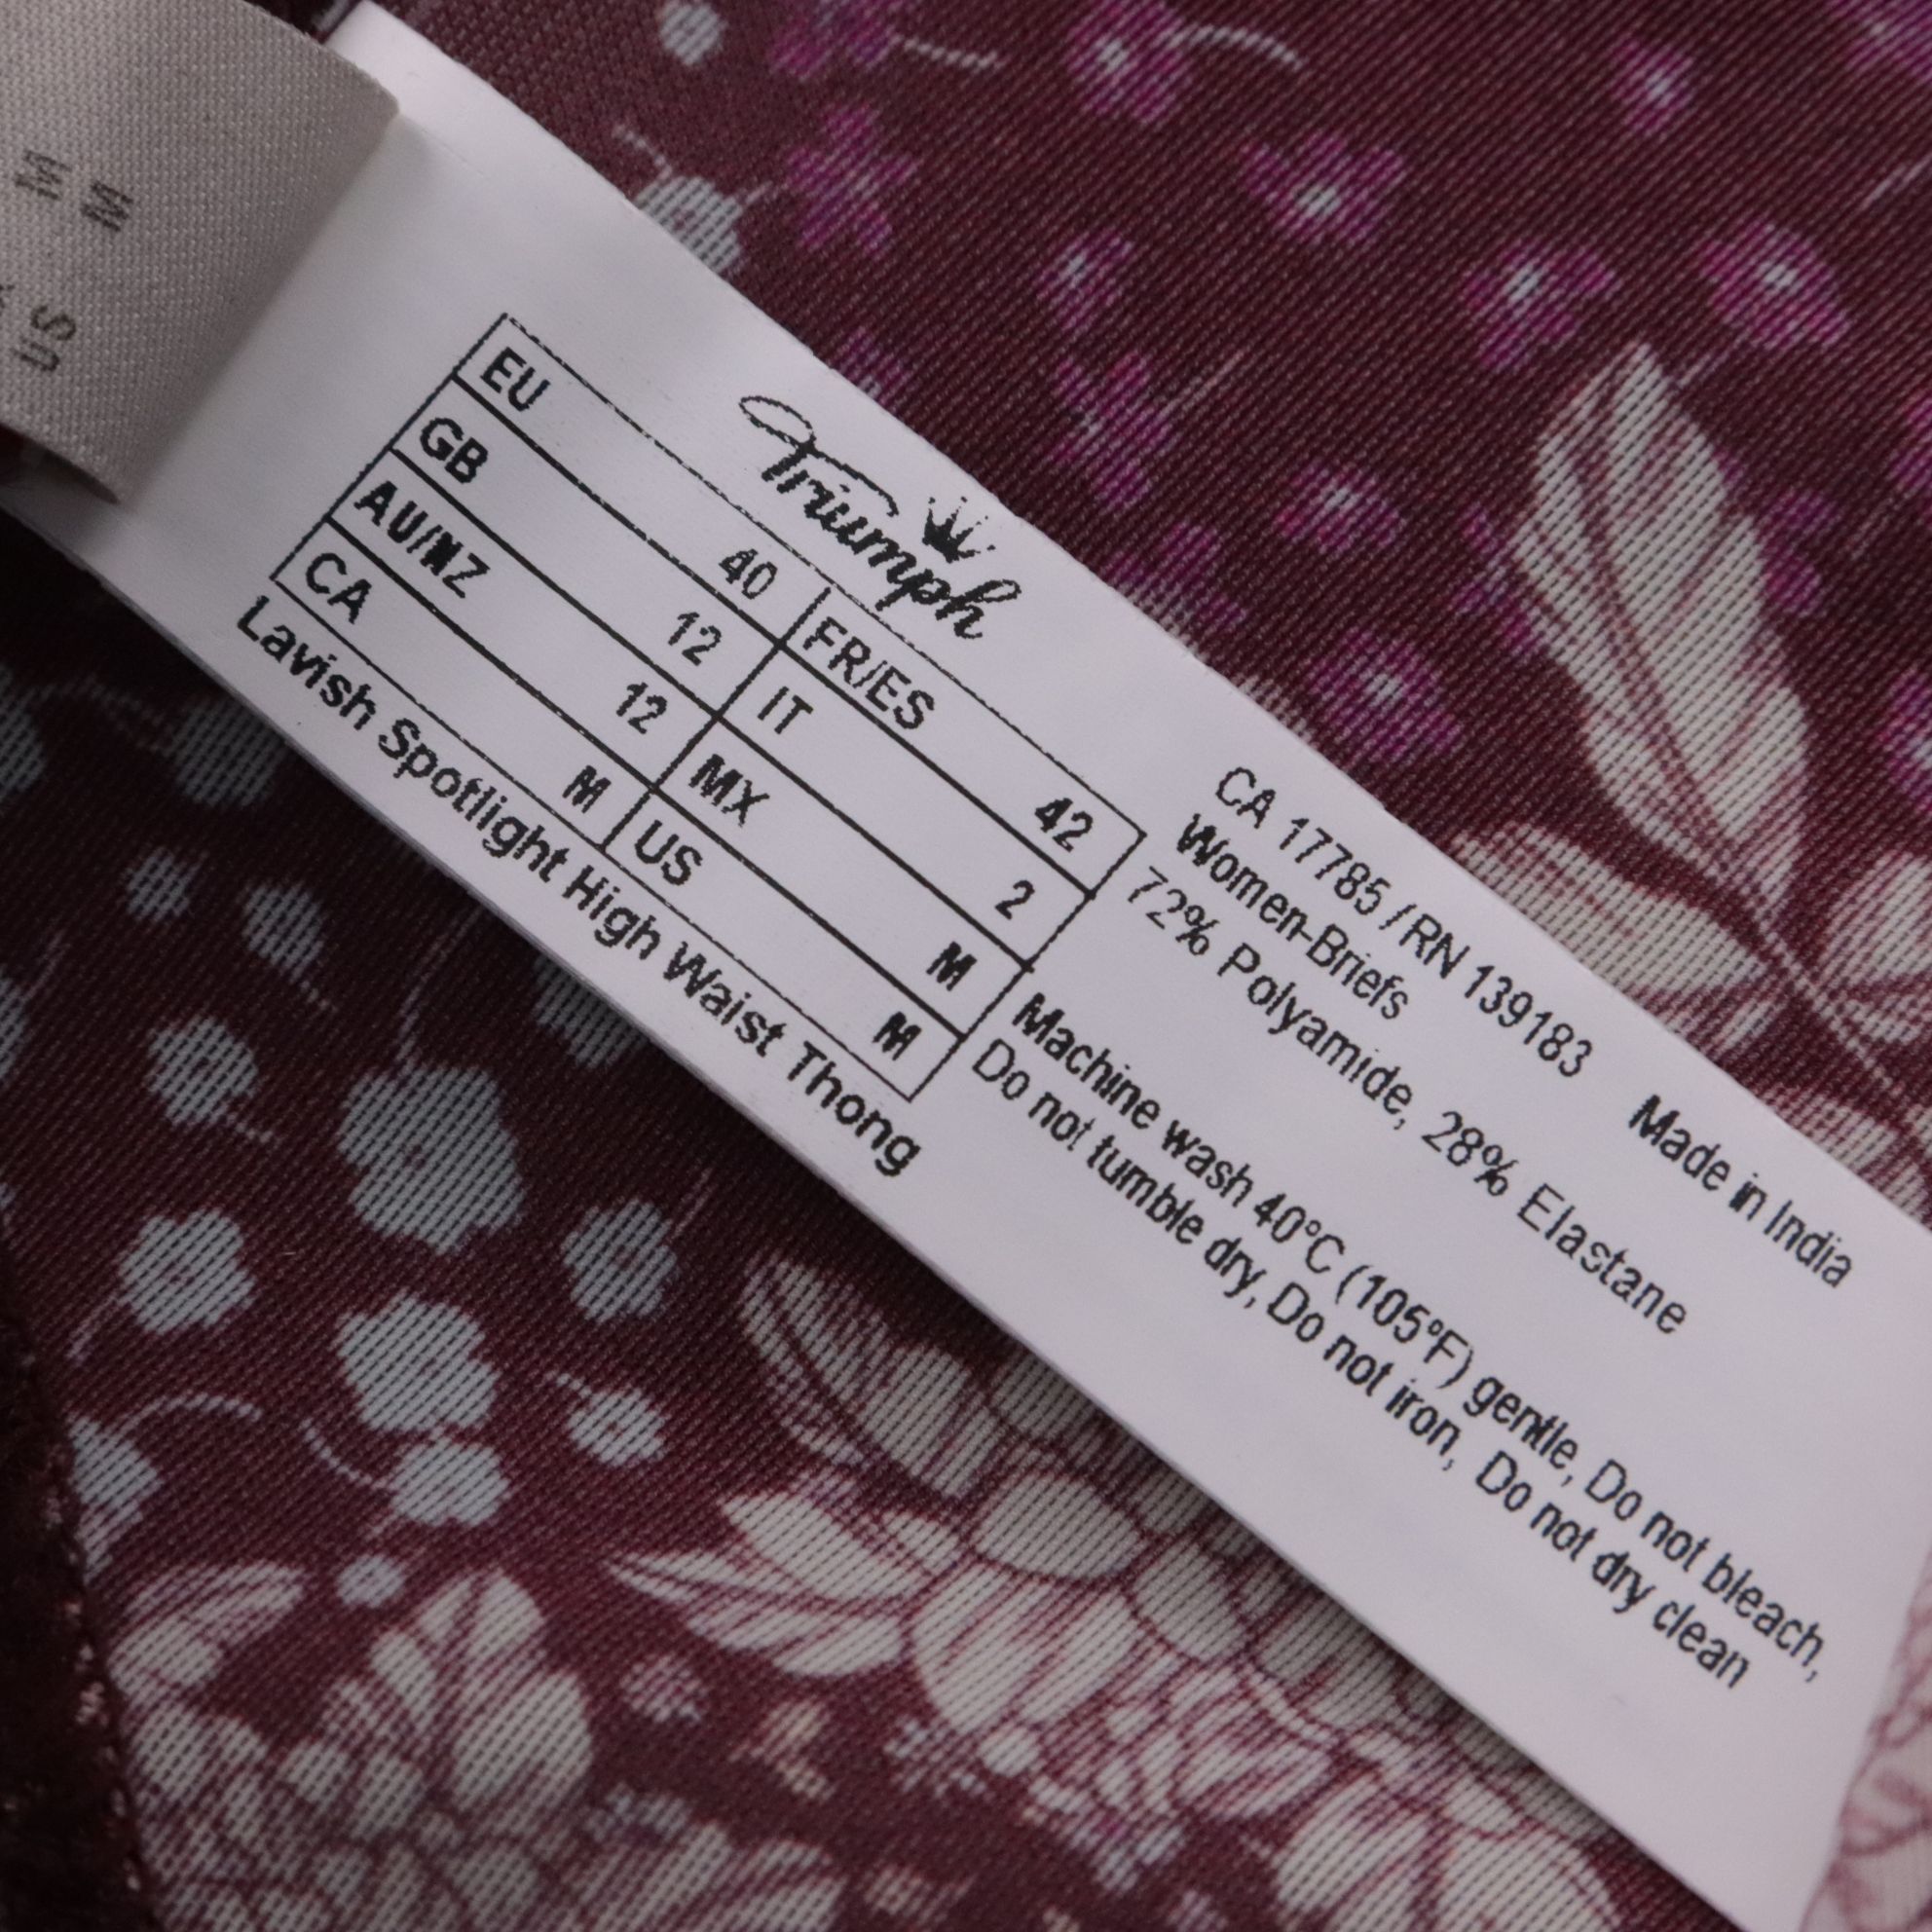 M
US M
Triumph
EU 40 FR/ES 42
GB 12 IT 2
AU/NZ 12 MX M
CA M US M
Lavish Spotlight High Waist Thong
CA 17785 / RN 139183 Made in India
Women-Briefs
72% Polyamide, 28% Elastane
Machine wash 40°C (105°F) gentle, Do not bleach,
Do not tumble dry, Do not iron, Do not dry clean